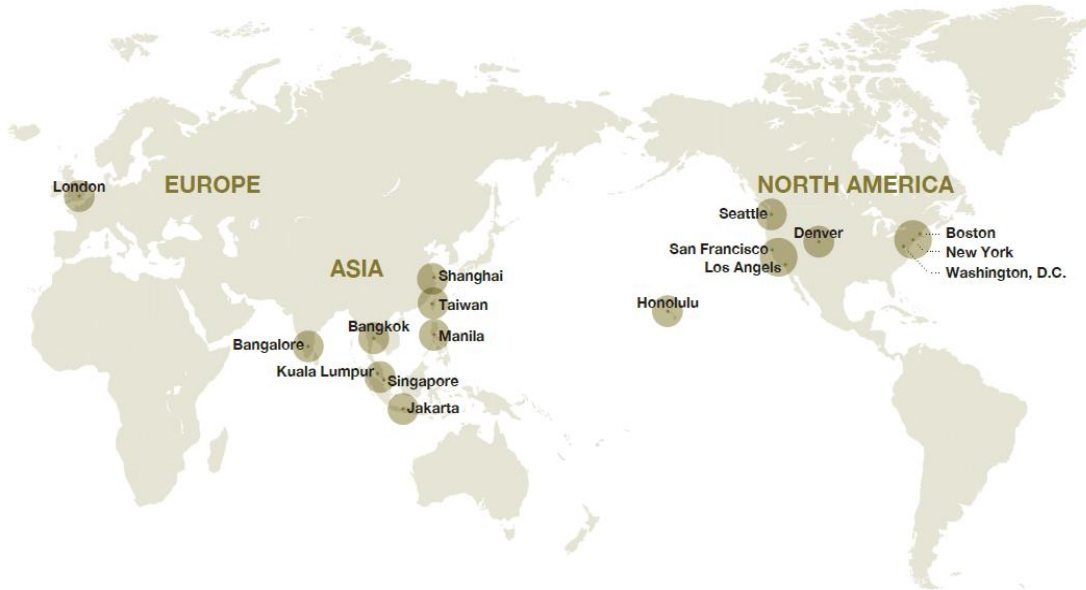 London
EUROPE
NORTH AMERICA
Seattle
Denver
Boston
San Francisco
New York
Los Angels
Washington, D.C.
ASIA
Shanghai
Taiwan
Honolulu
Bangkok
Manila
Bangalore
Kuala Lumpur
Singapore
Jakarta